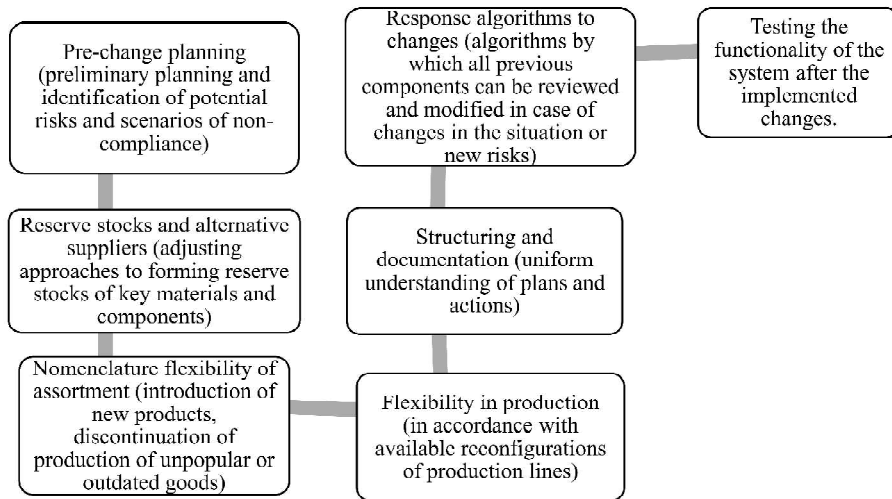 Pre-change planning
(preliminary planning and
identification of potential
risks and scenarios of non-
compliance)
Reserve stocks and alternative
suppliers (adjusting
approaches to forming reserve
stocks of key materials and
components)
Nomenclature flexibility of
assortment (introduction of
new products,
discontinuation of
production of unpopular or
outdated goods)
Flexibility in production
(in accordance with
available reconfigurations
of production lines)
Structuring and
documentation (uniform
understanding of plans and
actions)
Response algorithms to
changes (algorithms by
which all previous
components can be reviewed
and modified in case of
changes in the situation or
new risks)
Testing the
functionality of the
system after the
implemented
changes.